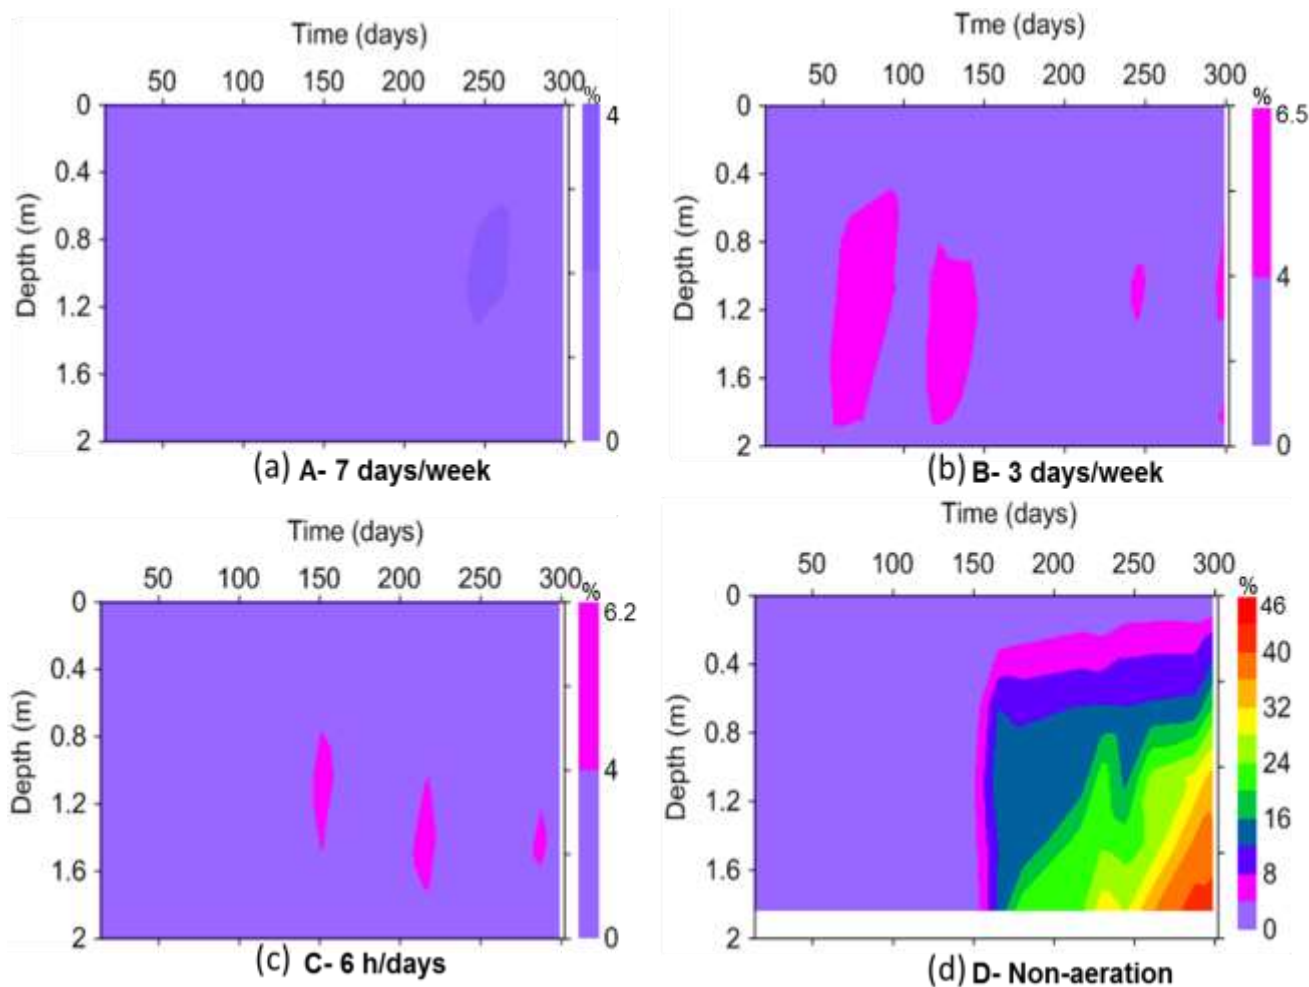 Time (days)
50 100 150 200 250 300
%
4
0
0.4
0.8
1.2
1.6
2
Depth (m)
0
(a) A- 7 days/week
Tme (days)
50 100 150 200 250 300
%
6.5
0
0.4
0.8
1.2
1.6
2
Depth (m)
4
0
(b) B- 3 days/week
Time (days)
50 100 150 200 250 300
%
6.2
0
0.4
0.8
1.2
1.6
2
Depth (m)
4
0
(c) C- 6 h/days
Time (days)
50 100 150 200 250 300
%
46
40
32
24
16
8
0
0
0.4
0.8
1.2
1.6
2
Depth (m)
(d) D- Non-aeration